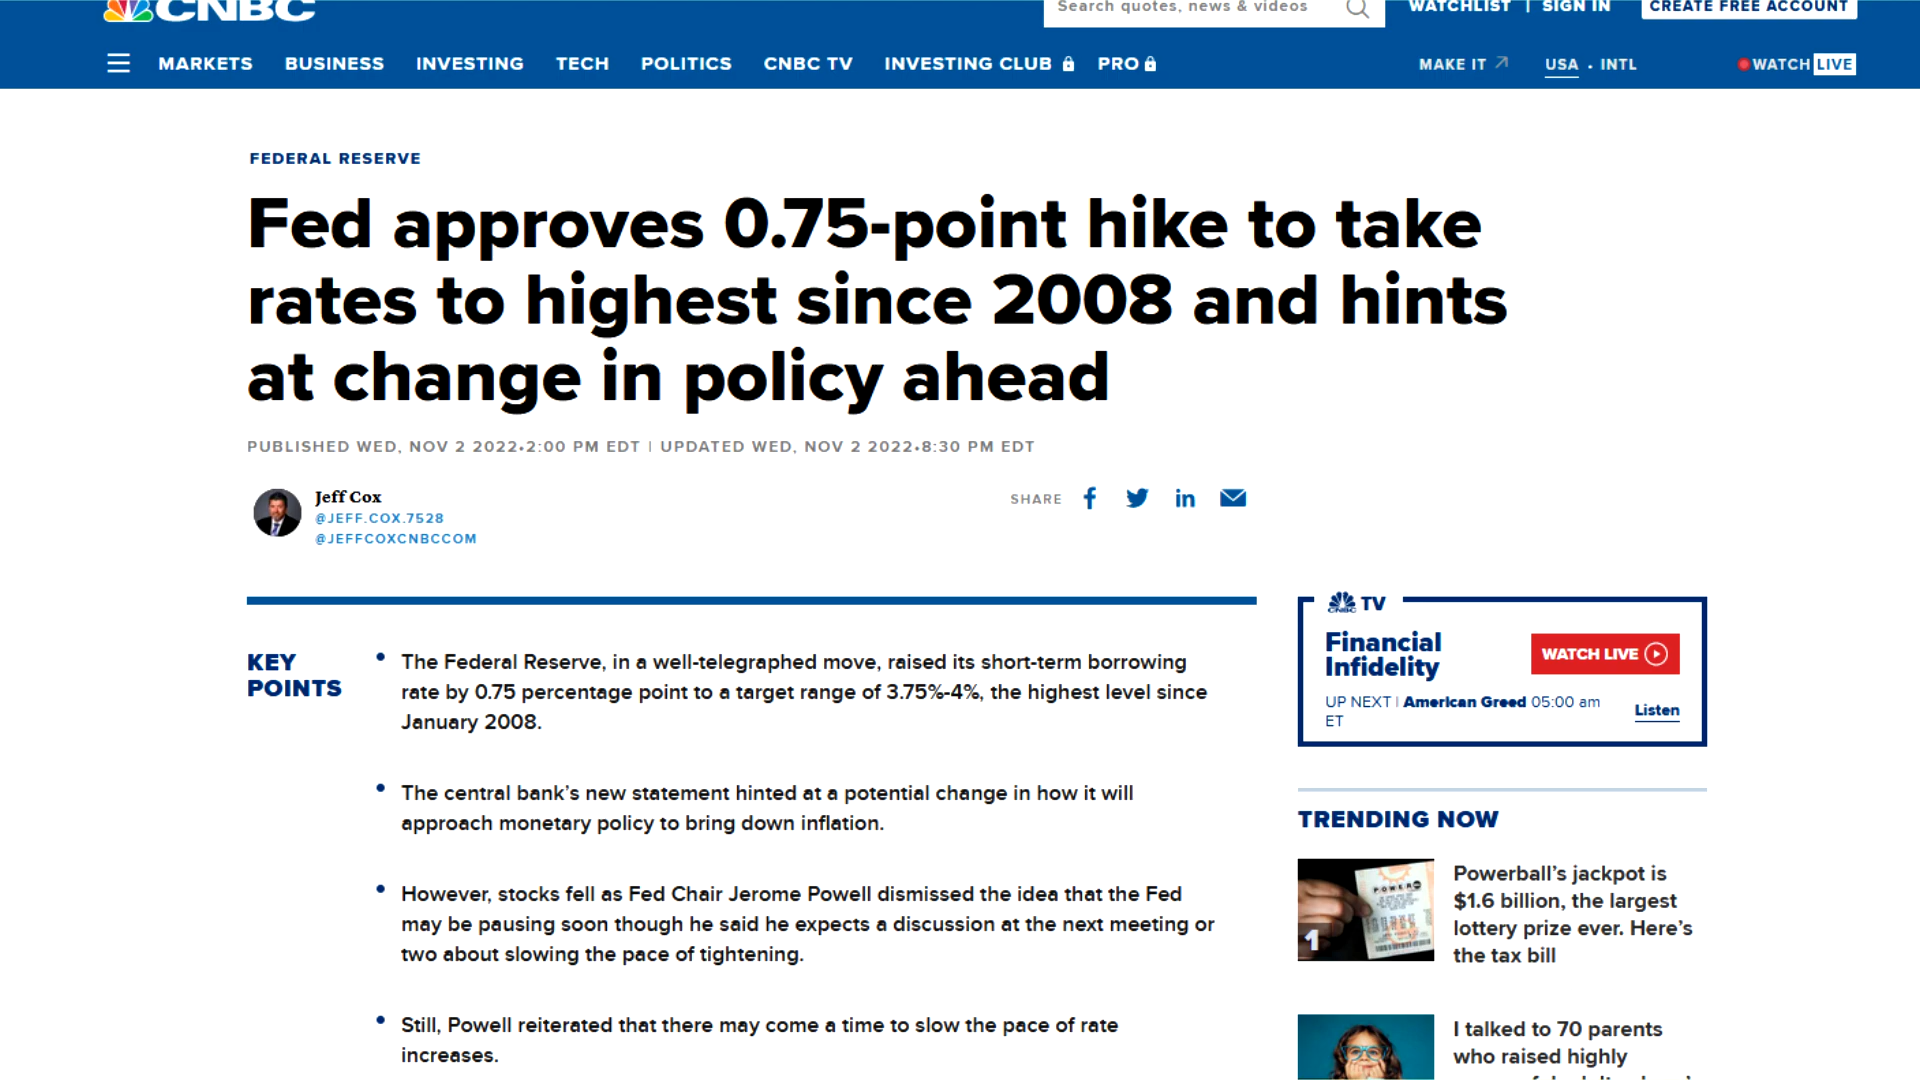 CNBC
Search quotes, news & videos
WATCHLIST | SIGN IN
CREATE FREE ACCOUNT
MARKETS BUSINESS INVESTING TECH POLITICS CNBC TV INVESTING CLUB PRO
MAKE IT USA • INTL
WATCH LIVE
FEDERAL RESERVE
Fed approves 0.75-point hike to take
rates to highest since 2008 and hints
at change in policy ahead
PUBLISHED WED, NOV 2 2022•2:00 PM EDT | UPDATED WED, NOV 2 2022•8:30 PM EDT
Jeff Cox
@JEFF.COX.7528
@JEFFCOXCNBCCOM
SHARE
KEY
POINTS
• The Federal Reserve, in a well-telegraphed move, raised its short-term borrowing
rate by 0.75 percentage point to a target range of 3.75%-4%, the highest level since
January 2008.
• The central bank’s new statement hinted at a potential change in how it will
approach monetary policy to bring down inflation.
• However, stocks fell as Fed Chair Jerome Powell dismissed the idea that the Fed
may be pausing soon though he said he expects a discussion at the next meeting or
two about slowing the pace of tightening.
• Still, Powell reiterated that there may come a time to slow the pace of rate
increases.
CNBC TV
Financial
Infidelity
WATCH LIVE
UP NEXT | American Greed 05:00 am
ET
Listen
TRENDING NOW
POWER
1
Powerball’s jackpot is
$1.6 billion, the largest
lottery prize ever. Here’s
the tax bill
I talked to 70 parents
who raised highly